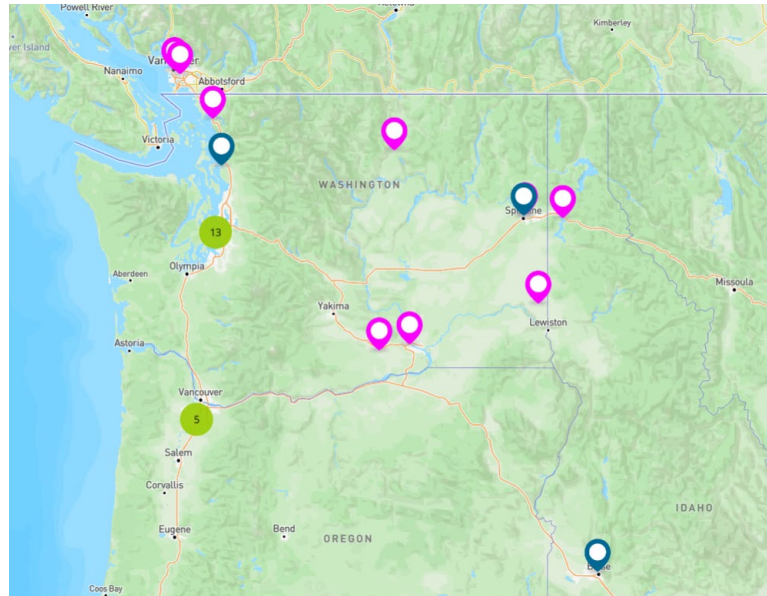 Powell River
Kimberley
Nanaimo
Abbotsford
Victoria
WASHINGTON
13
Olympia
Aberdeen
Missoula
Yakima
Lewiston
Astoria
Vancouver
5
Salem
Corvallis
IDAHO
Eugene
Bend
OREGON
Coos Bay